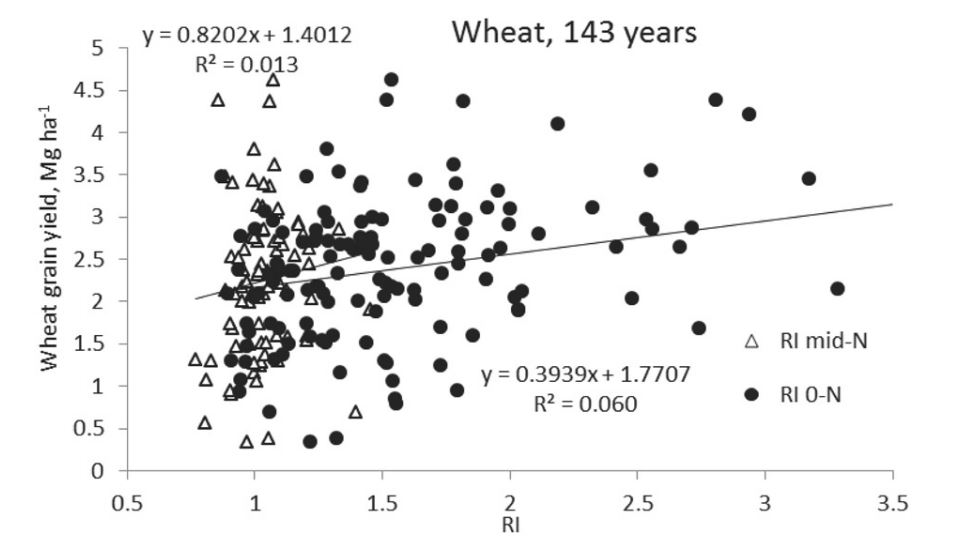 Wheat, 143 years
y = 0.8202x + 1.4012
R² = 0.013
5
4.5
4
3.5
3
2.5
2
1.5
1
0.5
0
Wheat grain yield, Mg ha⁻¹
RI mid-N
RI 0-N
y = 0.3939x + 1.7707
R² = 0.060
0.5 1 1.5 2 2.5 3 3.5
RI